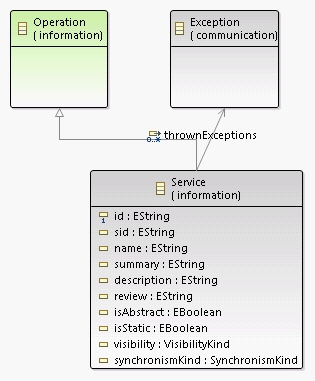 Operation
(information)
Exception
(communication)
thrownExceptions
0..*
Service
(information)
1
id : EString
sid : EString
name : EString
summary : EString
description : EString
review : EString
isAbstract : EBoolean
isStatic : EBoolean
visibility : VisibilityKind
synchronismKind : SynchronismKind